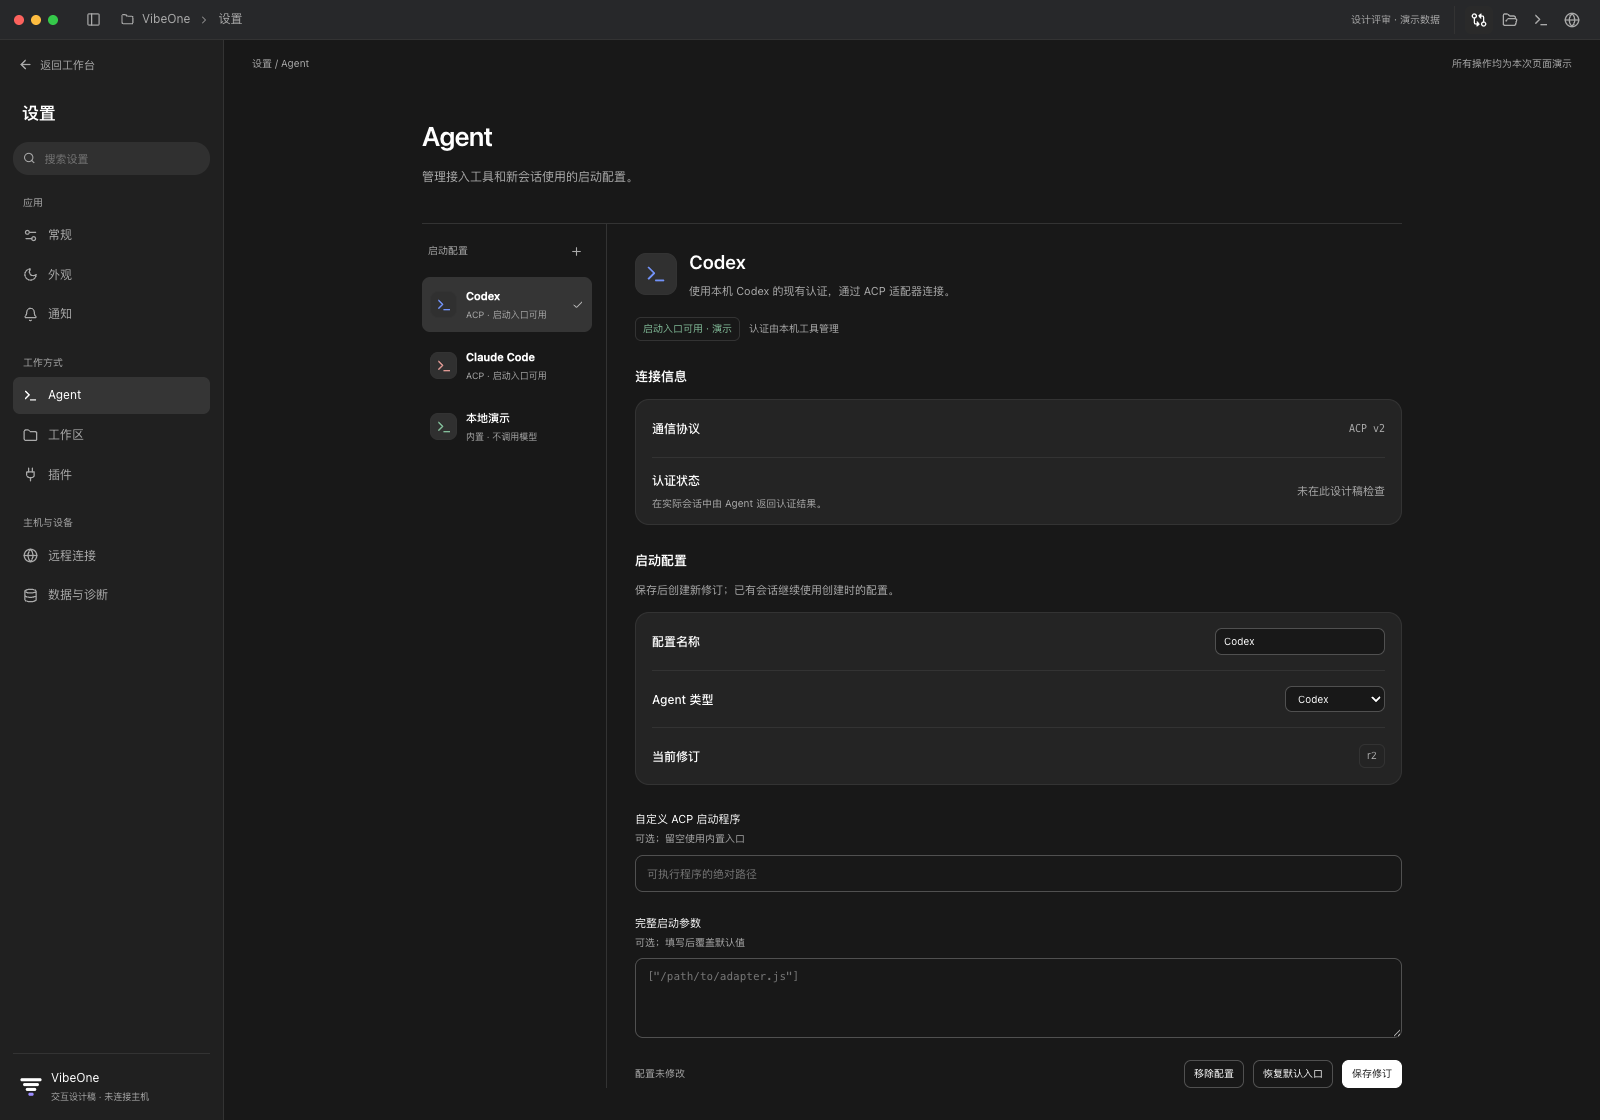 VibeOne
设置
设计评审 · 演示数据
返回工作台
设置
搜索设置
应用
常规
外观
通知
工作方式
Agent
工作区
插件
主机与设备
远程连接
数据与诊断
VibeOne
交互设计稿 · 未连接主机
设置 / Agent
所有操作均为本次页面演示
Agent
管理接入工具和新会话使用的启动配置。
启动配置
Codex
ACP · 启动入口可用
Claude Code
ACP · 启动入口可用
本地演示
内置 · 不调用模型
Codex
使用本机 Codex 的现有认证，通过 ACP 适配器连接。
启动入口可用 · 演示
认证由本机工具管理
连接信息
通信协议
ACP v2
认证状态
在实际会话中由 Agent 返回认证结果。
未在此设计稿检查
启动配置
保存后创建新修订；已有会话继续使用创建时的配置。
配置名称
Codex
Agent 类型
Codex
当前修订
r2
自定义 ACP 启动程序
可选；留空使用内置入口
可执行程序的绝对路径
完整启动参数
可选；填写后覆盖默认值
["/path/to/adapter.js"]
配置未修改
移除配置
恢复默认入口
保存修订